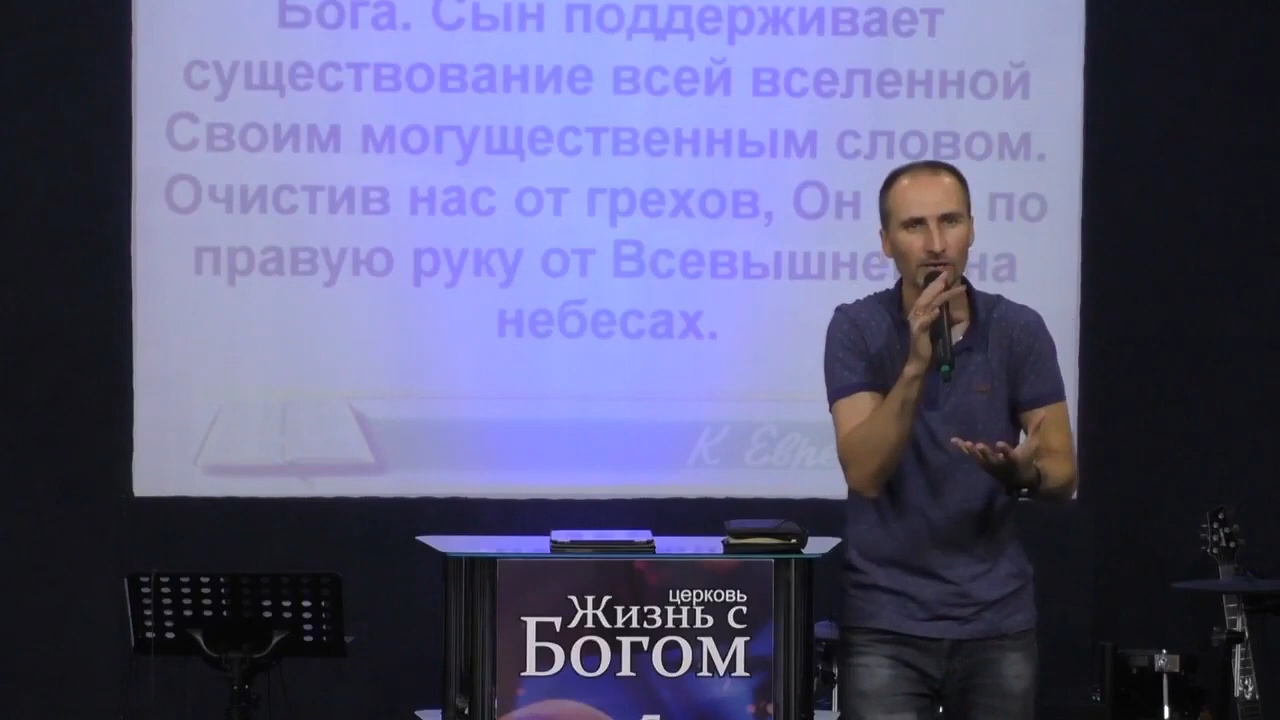 Бога. Сын поддерживает
существование всей вселенной
Своим могущественным словом.
Очистив нас от грехов, Он по
правую руку от Всевышне на
небесах.
К Евре
церковь
Жизнь с
Богом